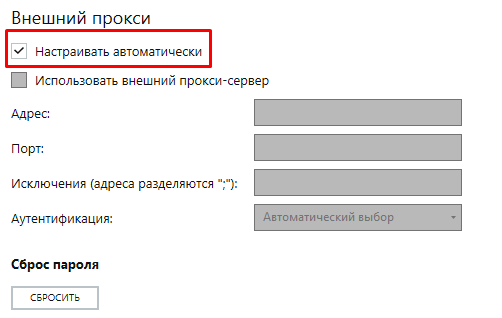 Внешний прокси
Настраивать автоматически
Использовать внешний прокси-сервер
Адрес:
Порт:
Исключения (адреса разделяются ";"):
Аутентификация: Автоматический выбор
Сброс пароля
СБРОСИТЬ